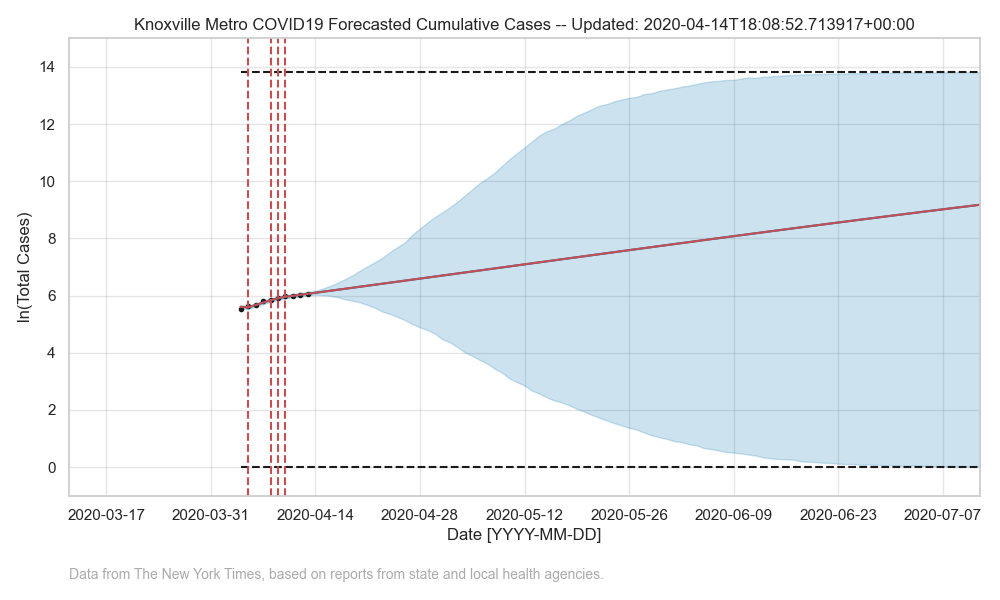 Knoxville Metro COVID19 Forecasted Cumulative Cases -- Updated: 2020-04-14T18:08:52.713917+00:00
ln(Total Cases)
14
12
10
8
6
4
2
0
2020-03-17 2020-03-31 2020-04-14 2020-04-28 2020-05-12 2020-05-26 2020-06-09 2020-06-23 2020-07-07
Date [YYYY-MM-DD]
Data from The New York Times, based on reports from state and local health agencies.